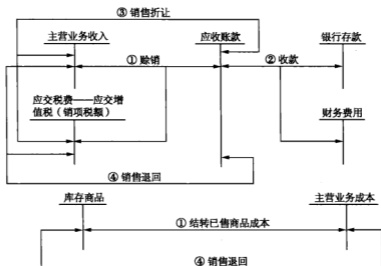 ③ 销售折让
主营业务收入
应收账款
银行存款
① 赊销
② 收款
应交税费——应交增
值税（销项税额）
财务费用
④ 销售退回
库存商品
主营业务成本
① 结转已售商品成本
④ 销售退回